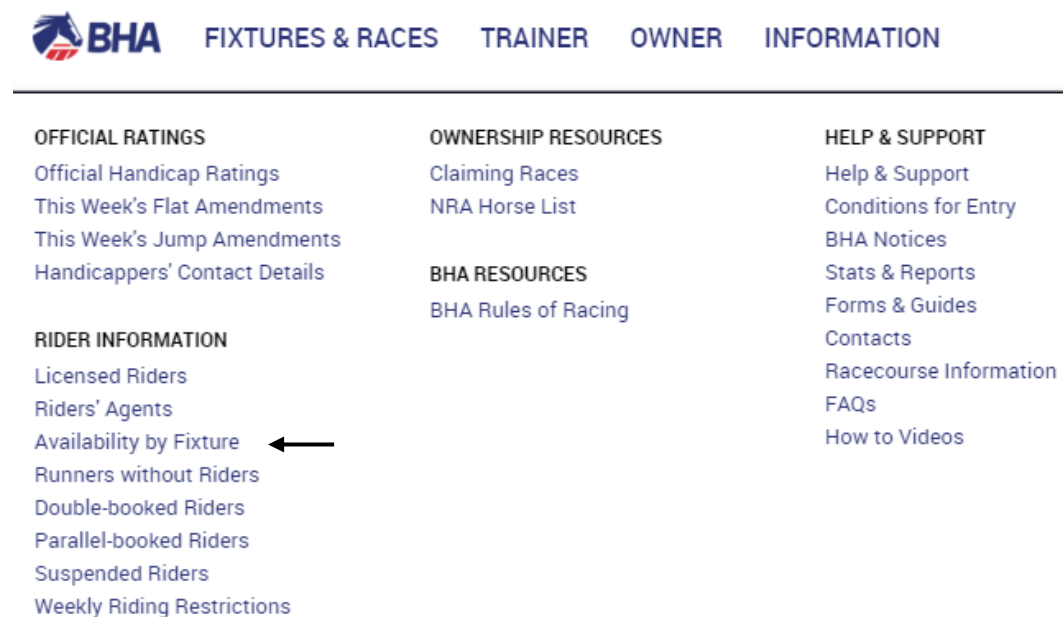 BHA FIXTURES & RACES TRAINER OWNER INFORMATION
OFFICIAL RATINGS
Official Handicap Ratings
This Week's Flat Amendments
This Week's Jump Amendments
Handicappers' Contact Details
RIDER INFORMATION
Licensed Riders
Riders' Agents
Availability by Fixture
Runners without Riders
Double-booked Riders
Parallel-booked Riders
Suspended Riders
Weekly Riding Restrictions
OWNERSHIP RESOURCES
Claiming Races
NRA Horse List
BHA RESOURCES
BHA Rules of Racing
HELP & SUPPORT
Help & Support
Conditions for Entry
BHA Notices
Stats & Reports
Forms & Guides
Contacts
Racecourse Information
FAQs
How to Videos